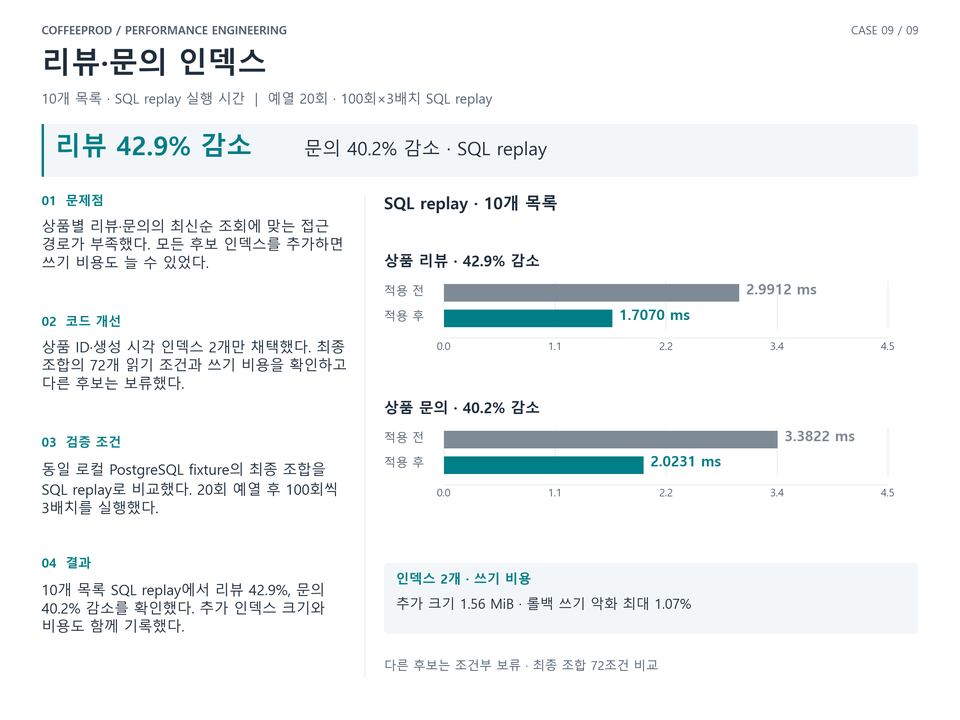 COFFEEPROD / PERFORMANCE ENGINEERING
CASE 09 / 09
리뷰·문의 인덱스
10개 목록 · SQL replay 실행 시간 | 예열 20회 · 100회×3배치 SQL replay
리뷰 42.9% 감소
문의 40.2% 감소 · SQL replay
01 문제점
상품별 리뷰·문의의 최신순 조회에 맞는 접근
경로가 부족했다. 모든 후보 인덱스를 추가하면
쓰기 비용도 늘 수 있었다.
02 코드 개선
상품 ID·생성 시각 인덱스 2개만 채택했다. 최종
조합의 72개 읽기 조건과 쓰기 비용을 확인하고
다른 후보는 보류했다.
03 검증 조건
동일 로컬 PostgreSQL fixture의 최종 조합을
SQL replay로 비교했다. 20회 예열 후 100회씩
3배치를 실행했다.
04 결과
10개 목록 SQL replay에서 리뷰 42.9%, 문의
40.2% 감소를 확인했다. 추가 인덱스 크기와
비용도 함께 기록했다.
SQL replay · 10개 목록
상품 리뷰 · 42.9% 감소
적용 전
2.9912 ms
적용 후
1.7070 ms
0.0 1.1 2.2 3.4 4.5
상품 문의 · 40.2% 감소
적용 전
3.3822 ms
적용 후
2.0231 ms
0.0 1.1 2.2 3.4 4.5
인덱스 2개 · 쓰기 비용
추가 크기 1.56 MiB · 롤백 쓰기 악화 최대 1.07%
다른 후보는 조건부 보류 · 최종 조합 72조건 비교